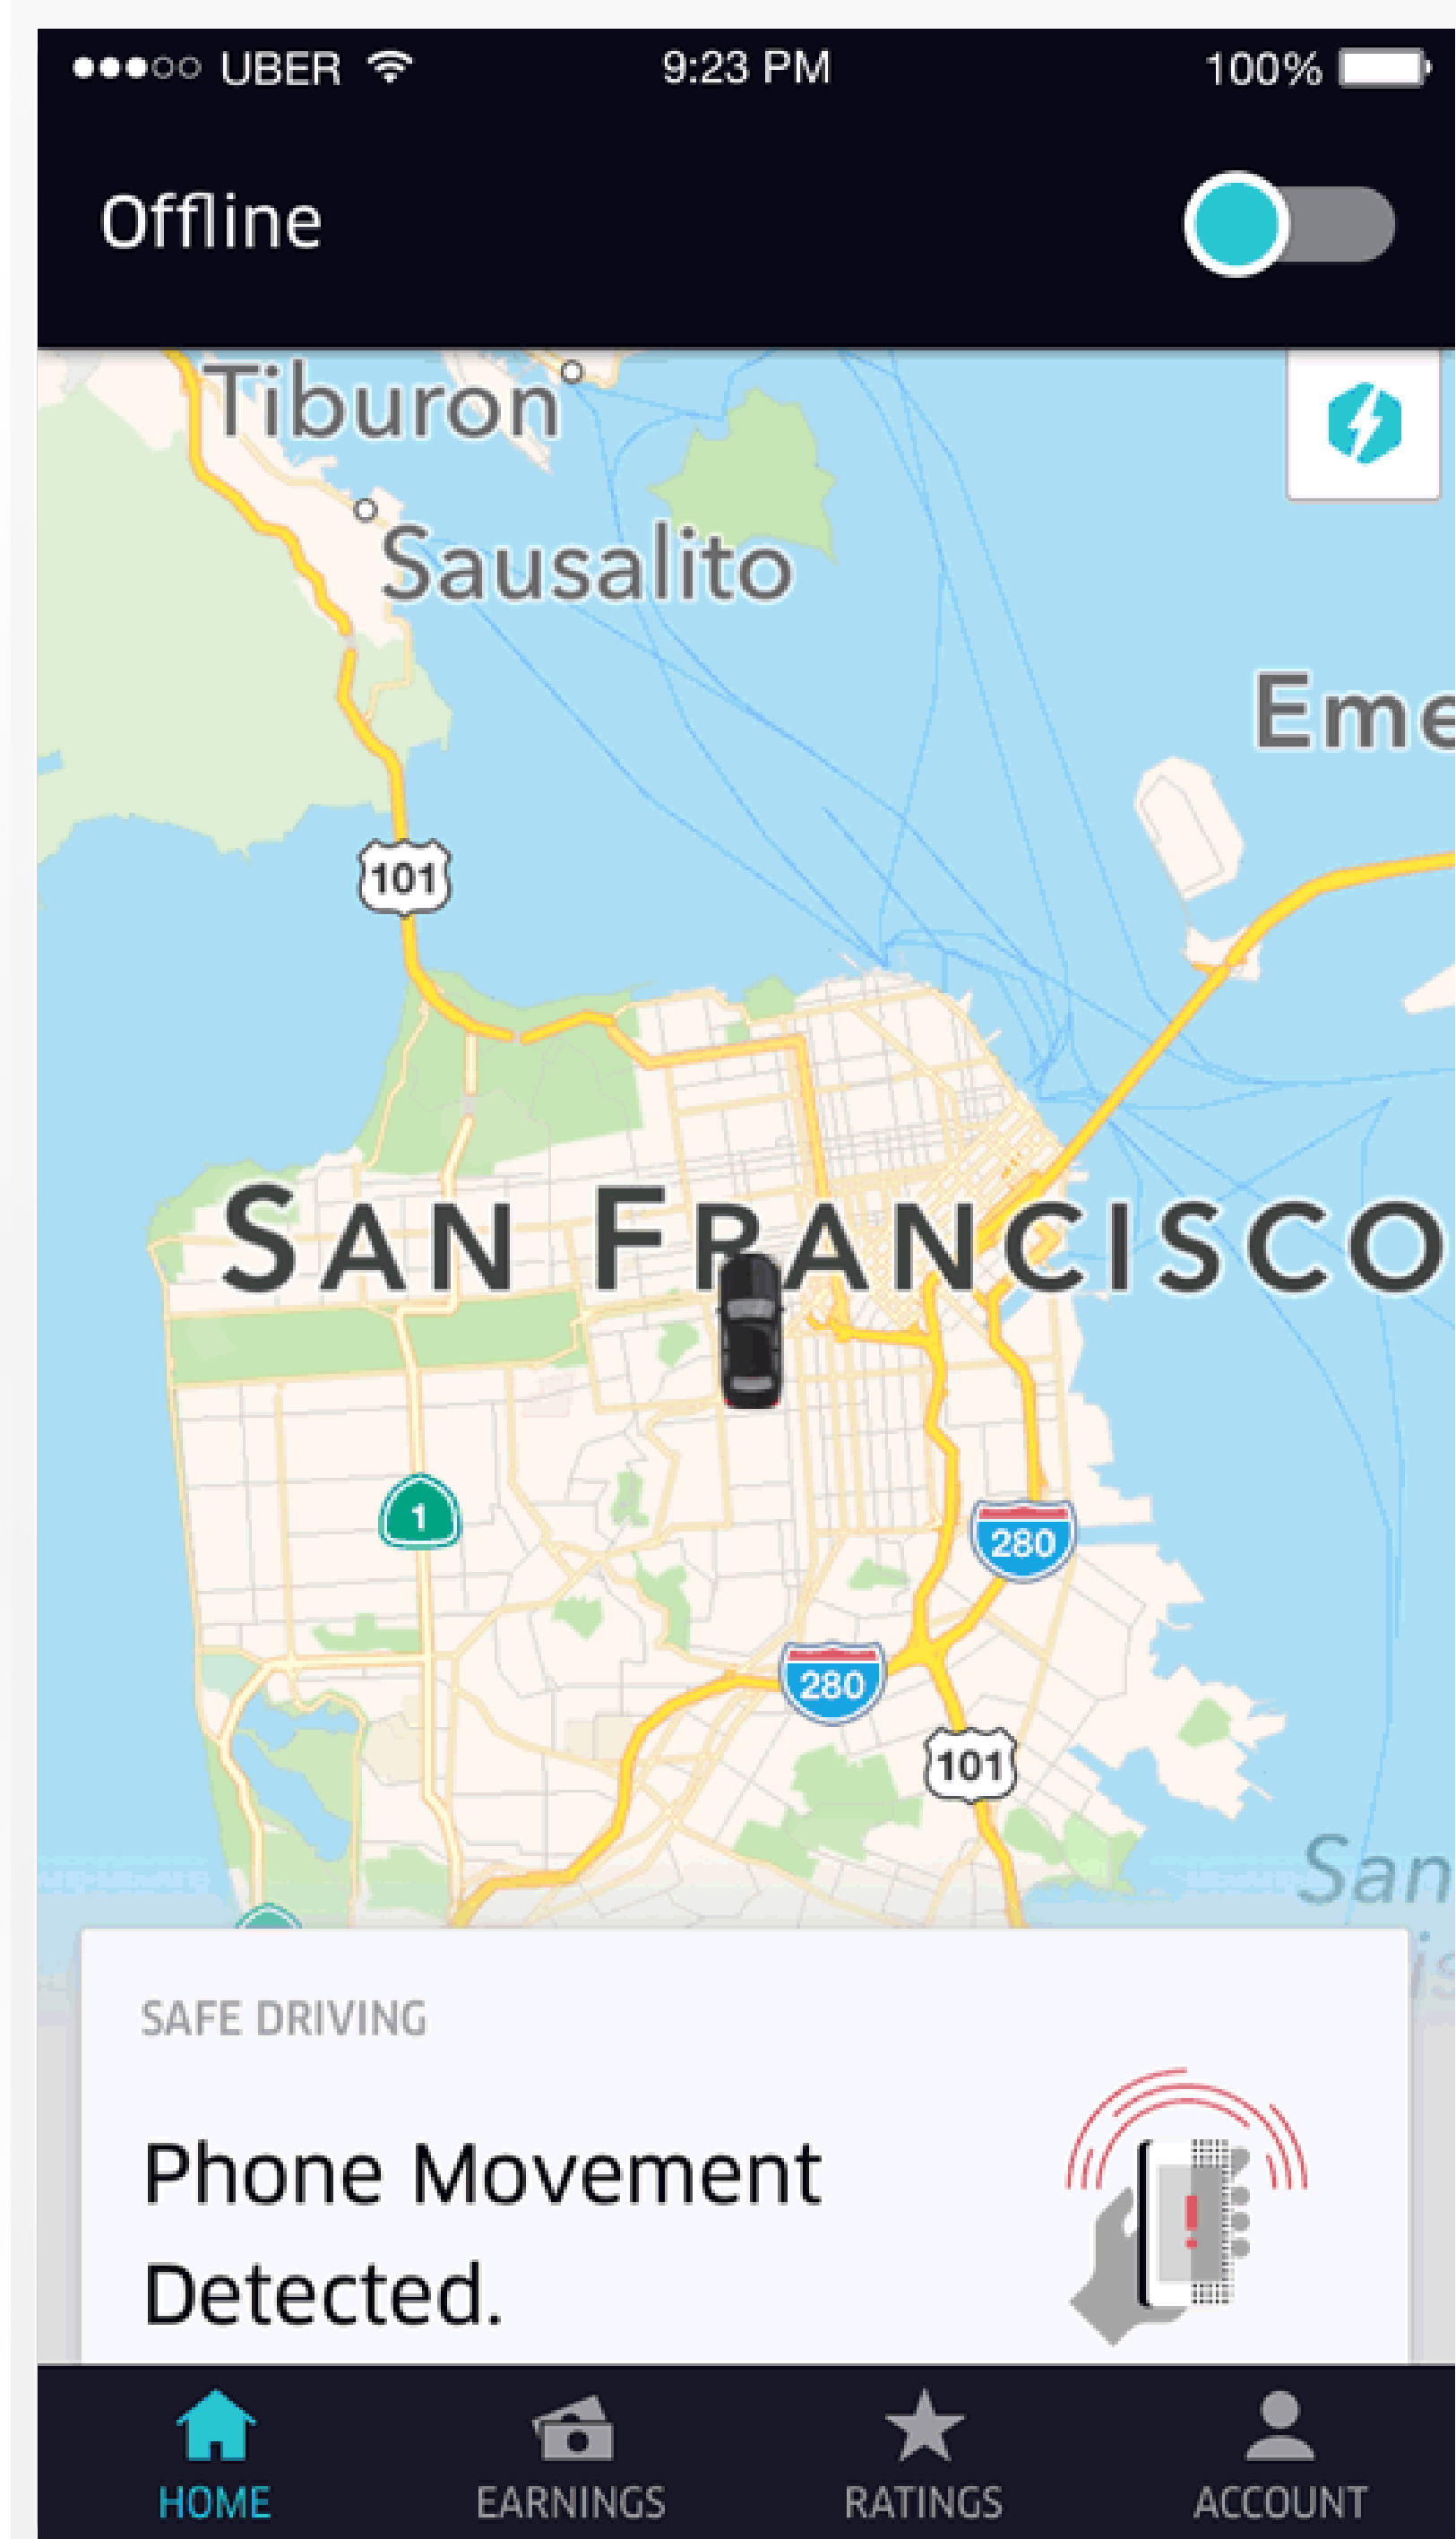 UBER 9:23 PM 100%
Offline
Tiburon
Sausalito
Eme
101
SAN FRANCISCO
1
280
280
101
San
is
SAFE DRIVING
Phone Movement
Detected.
HOME EARNINGS RATINGS ACCOUNT